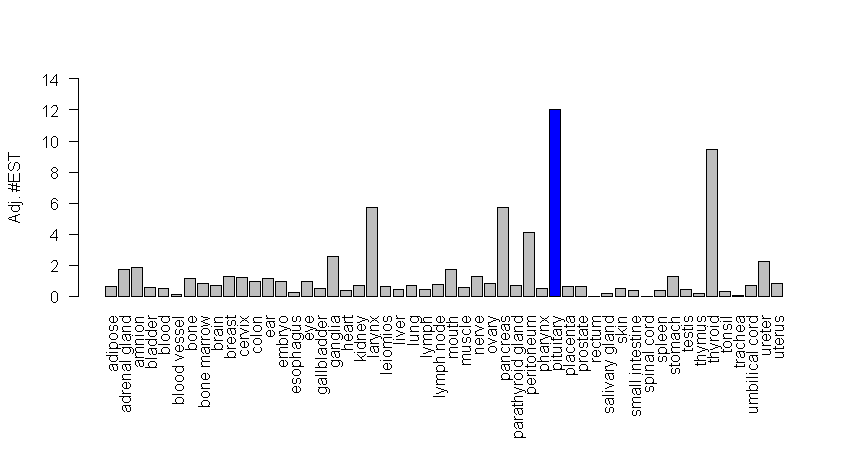 Adj. #EST
14
12
10
8
6
4
2
0
adipose
adrenal gland
amnion
bladder
blood
blood vessel
bone
bone marrow
brain
breast
cervix
colon
ear
embryo
esophagus
eye
gallbladder
ganglia
heart
kidney
larynx
leiomios
liver
lung
lymph
lymph node
mouth
muscle
nerve
ovary
pancreas
parathyroid gland
peritoneum
pharynx
pituitary
placenta
prostate
rectum
salivary gland
skin
small intestine
spinal cord
spleen
stomach
testis
thymus
thyroid
tonsil
trachea
umbilical cord
ureter
uterus